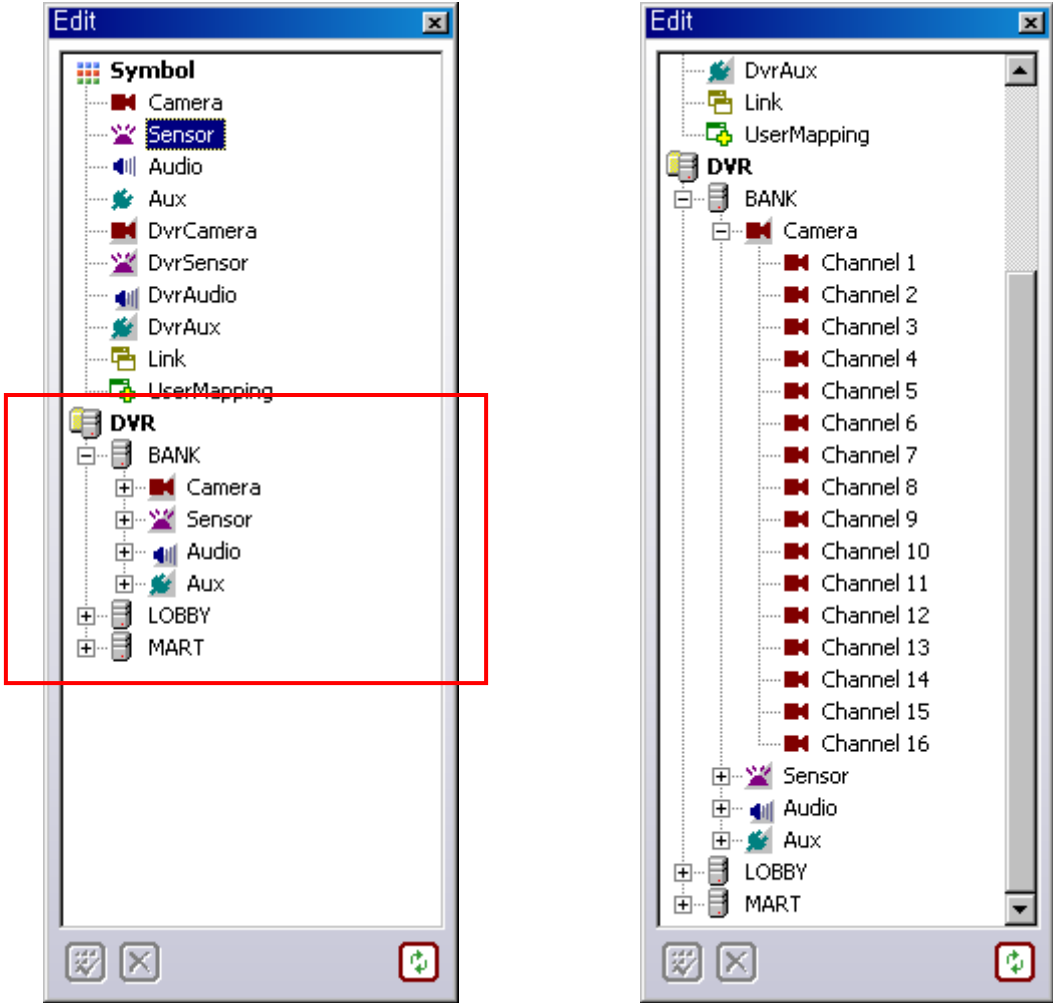 Edit
Symbol
Camera
Sensor
Audio
Aux
DvrCamera
DvrSensor
DvrAudio
DvrAux
Link
UserMapping
DVR
BANK
Camera
Sensor
Audio
Aux
LOBBY
MART
Edit
DvrAux
Link
UserMapping
DVR
BANK
Camera
Channel 1
Channel 2
Channel 3
Channel 4
Channel 5
Channel 6
Channel 7
Channel 8
Channel 9
Channel 10
Channel 11
Channel 12
Channel 13
Channel 14
Channel 15
Channel 16
Sensor
Audio
Aux
LOBBY
MART